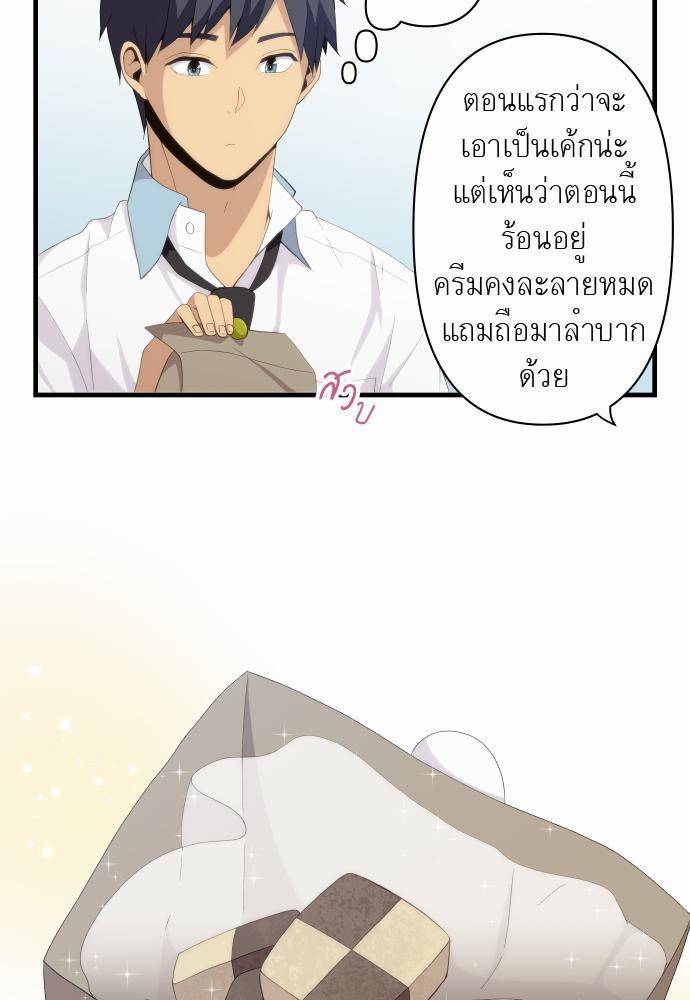 ตอนแรกว่าจะ
เอาเป็นเค้กน่ะ
แต่เห็นว่าตอนนี้
ร้อนอยู่
ครีมคงละลายหมด
แถมถือมาลำบาก
ด้วย
สวบ